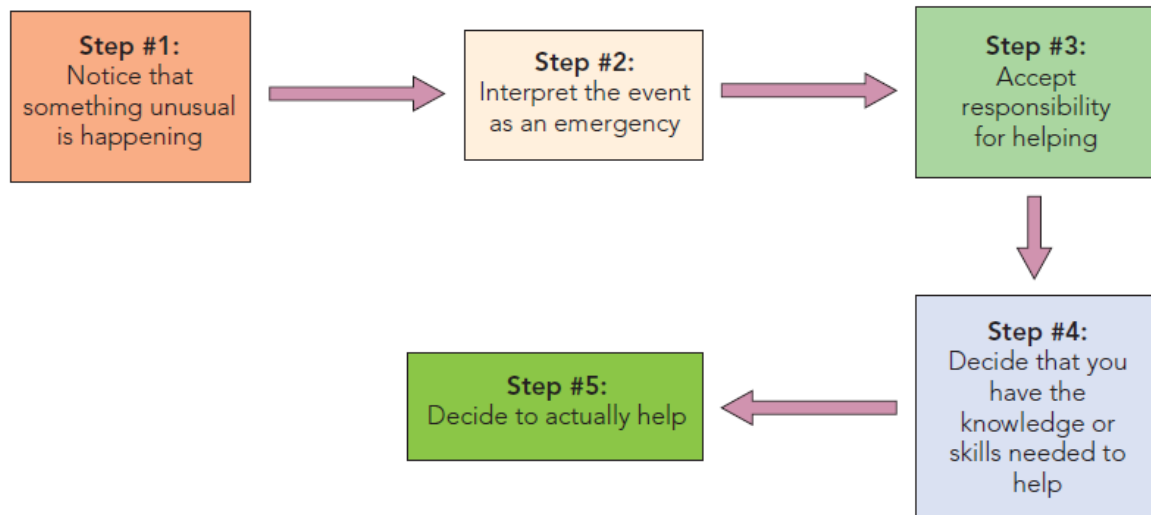 Step #1:
Notice that
something unusual
is happening
Step #2:
Interpret the event
as an emergency
Step #3:
Accept
responsibility
for helping
Step #4:
Decide that you
have the
knowledge or
skills needed to
help
Step #5:
Decide to actually help